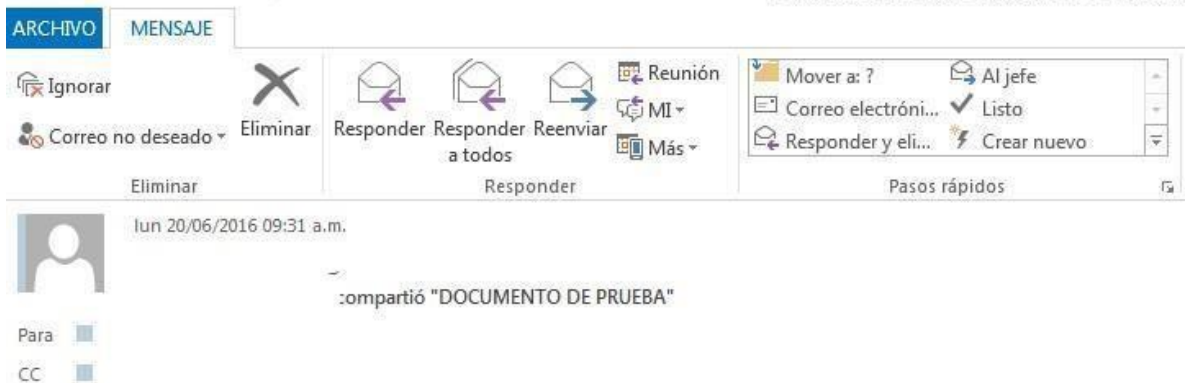 ARCHIVO MENSAJE
Ignorar
Correo no deseado
Eliminar
Eliminar
Responder
Responder a todos
Reenviar
Reunión
MI
Más
Responder
Mover a: ?
Correo electróni...
Responder y eli...
Al jefe
Listo
Crear nuevo
Pasos rápidos
lun 20/06/2016 09:31 a.m.
"DOCUMENTO DE PRUEBA"
Para
CC